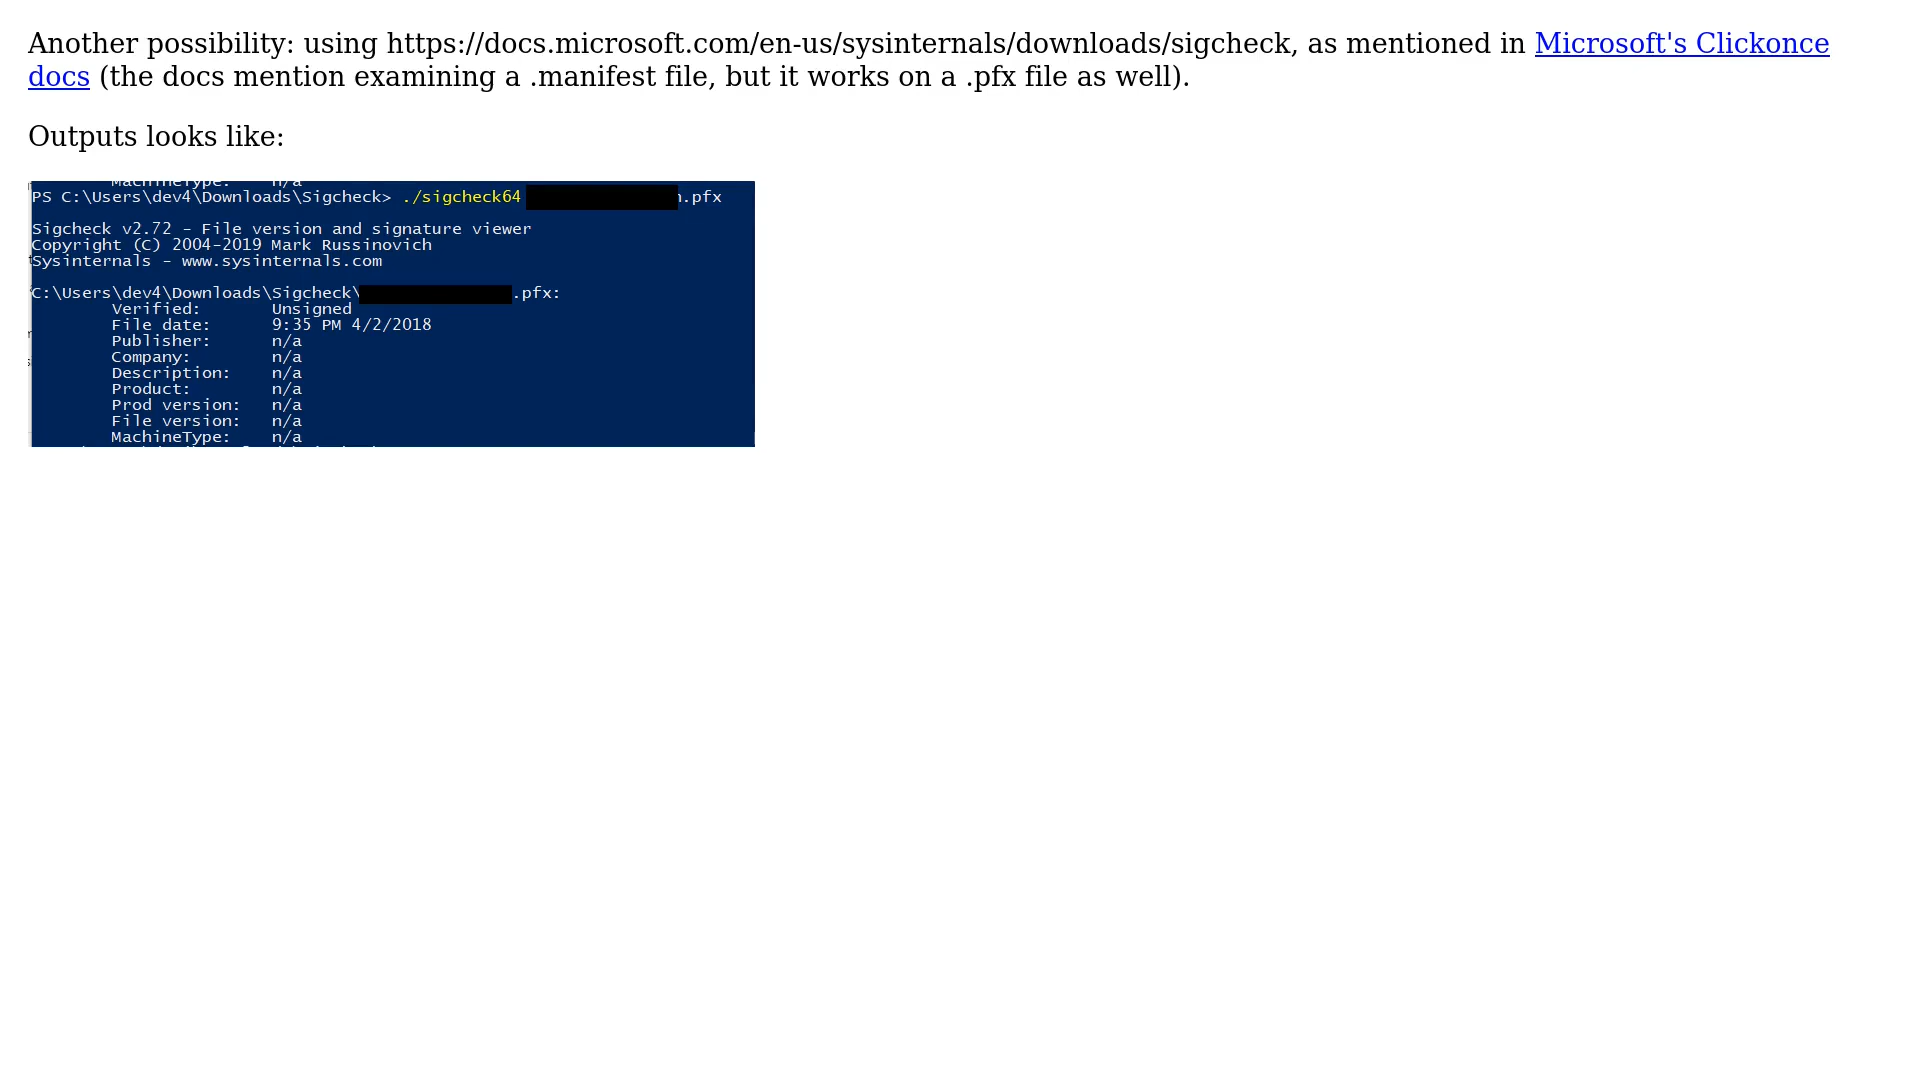 Another possibility: using https://docs.microsoft.com/en-us/sysinternals/downloads/sigcheck, as mentioned in Microsoft's Clickonce
docs (the docs mention examining a .manifest file, but it works on a .pfx file as well).
Outputs looks like:
MachineType: n/a
PS C:\Users\dev4\Downloads\Sigcheck> ./sigcheck64 .pfx
Sigcheck v2.72 - File version and signature viewer
Copyright (C) 2004-2019 Mark Russinovich
Sysinternals - www.sysinternals.com
C:\Users\dev4\Downloads\Sigcheck\ .pfx:
Verified: Unsigned
File date: 9:35 PM 4/2/2018
Publisher: n/a
Company: n/a
Description: n/a
Product: n/a
Prod version: n/a
File version: n/a
MachineType: n/a